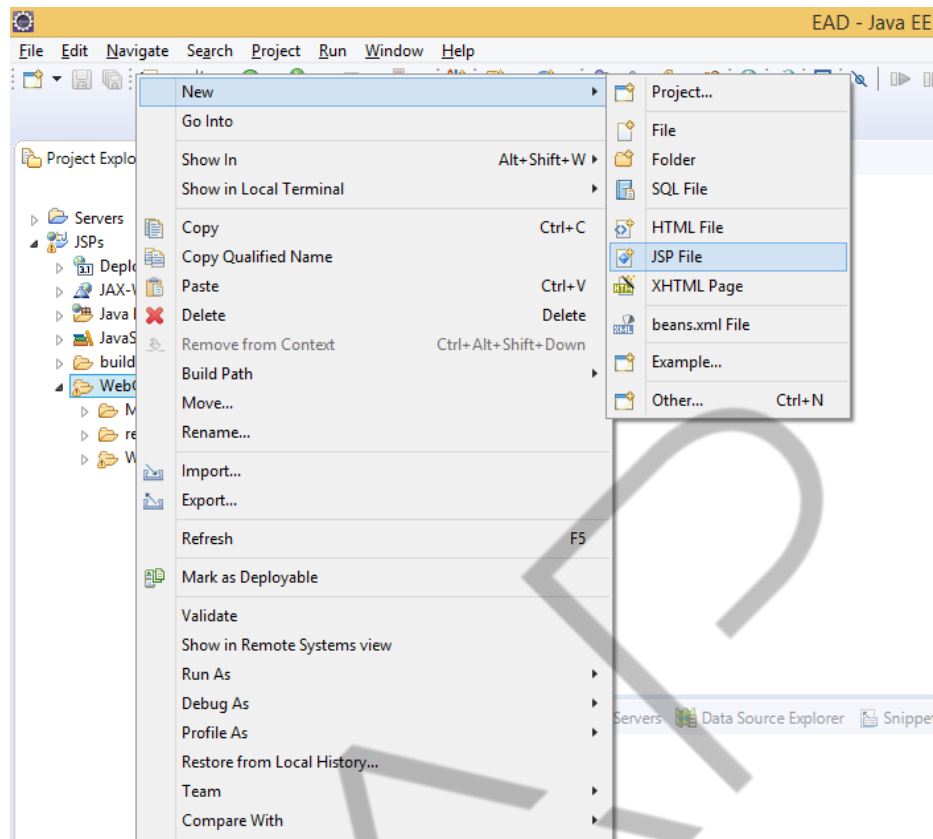 EAD - Java EE
File Edit Navigate Search Project Run Window Help
Project Explo
Servers
JSPs
Deplo
JAX-W
Java
JavaS
build
Web
M
re
W
New
Go Into
Show In Alt+Shift+W
Show in Local Terminal
Copy Ctrl+C
Copy Qualified Name
Paste Ctrl+V
Delete Delete
Remove from Context Ctrl+Alt+Shift+Down
Build Path
Move...
Rename...
Import...
Export...
Refresh F5
Mark as Deployable
Validate
Show in Remote Systems view
Run As
Debug As
Profile As
Restore from Local History...
Team
Compare With
Project...
File
Folder
SQL File
HTML File
JSP File
XHTML Page
beans.xml File
Example...
Other... Ctrl+N
Servers Data Source Explorer Snippe